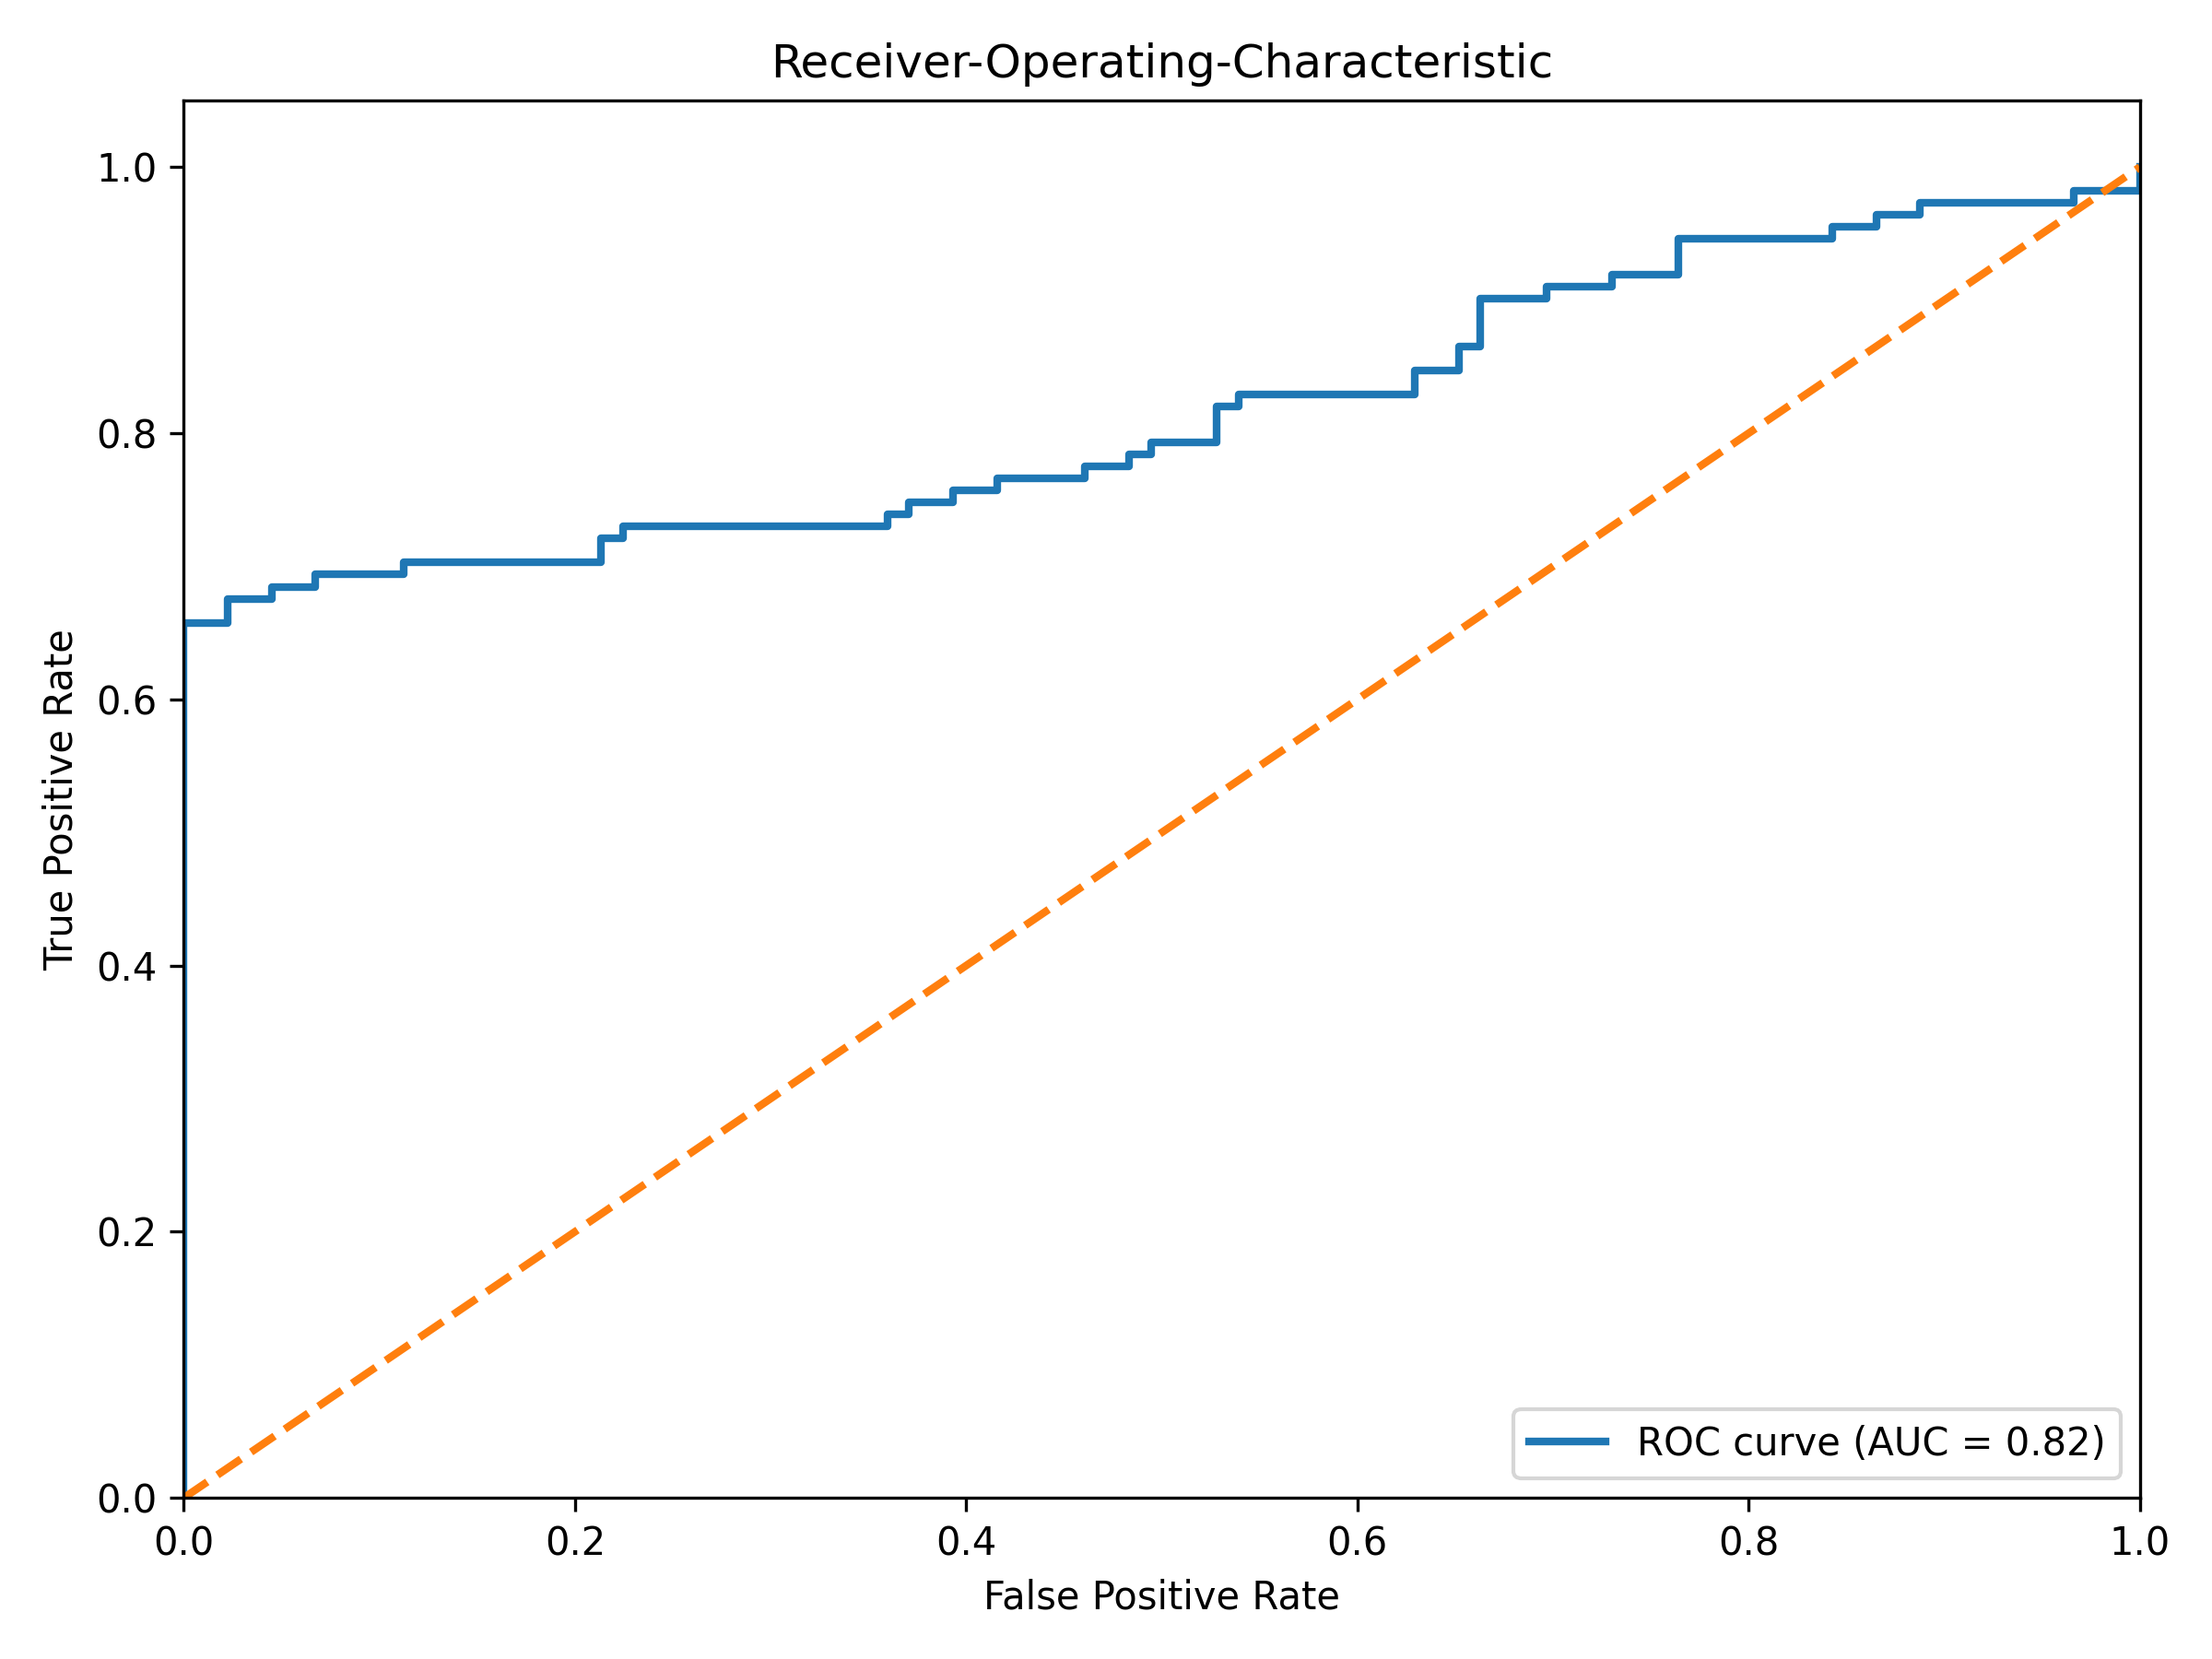 Receiver-Operating-Characteristic
1.0
0.8
0.6
0.4
0.2
0.0
True Positive Rate
ROC curve (AUC = 0.82)
0.0 0.2 0.4 0.6 0.8 1.0
False Positive Rate